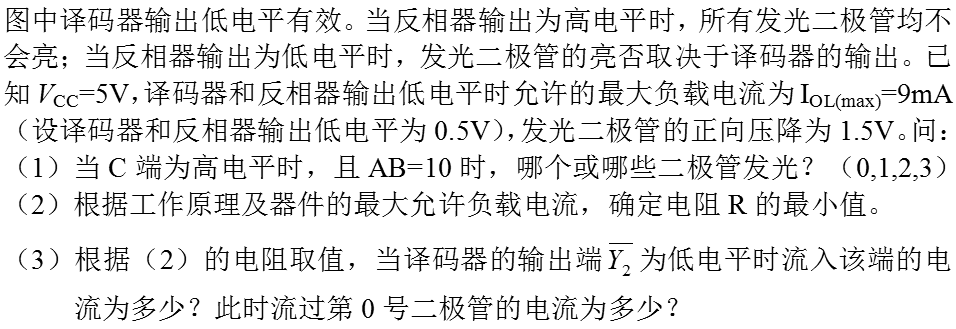 图中译码器输出低电平有效。当反相器输出为高电平时，所有发光二极管均不
会亮；当反相器输出为低电平时，发光二极管的亮否取决于译码器的输出。已
知 V_CC=5V，译码器和反相器输出低电平时允许的最大负载电流为 I_OL(max)=9mA
（设译码器和反相器输出低电平为 0.5V），发光二极管的正向压降为 1.5V。问：
（1）当 C 端为高电平时，且 AB=10 时，哪个或哪些二极管发光？（0,1,2,3）
（2）根据工作原理及器件的最大允许负载电流，确定电阻 R 的最小值。
（3）根据（2）的电阻取值，当译码器的输出端 \overline{Y_2} 为低电平时流入该端的电
流为多少？此时流过第 0 号二极管的电流为多少？